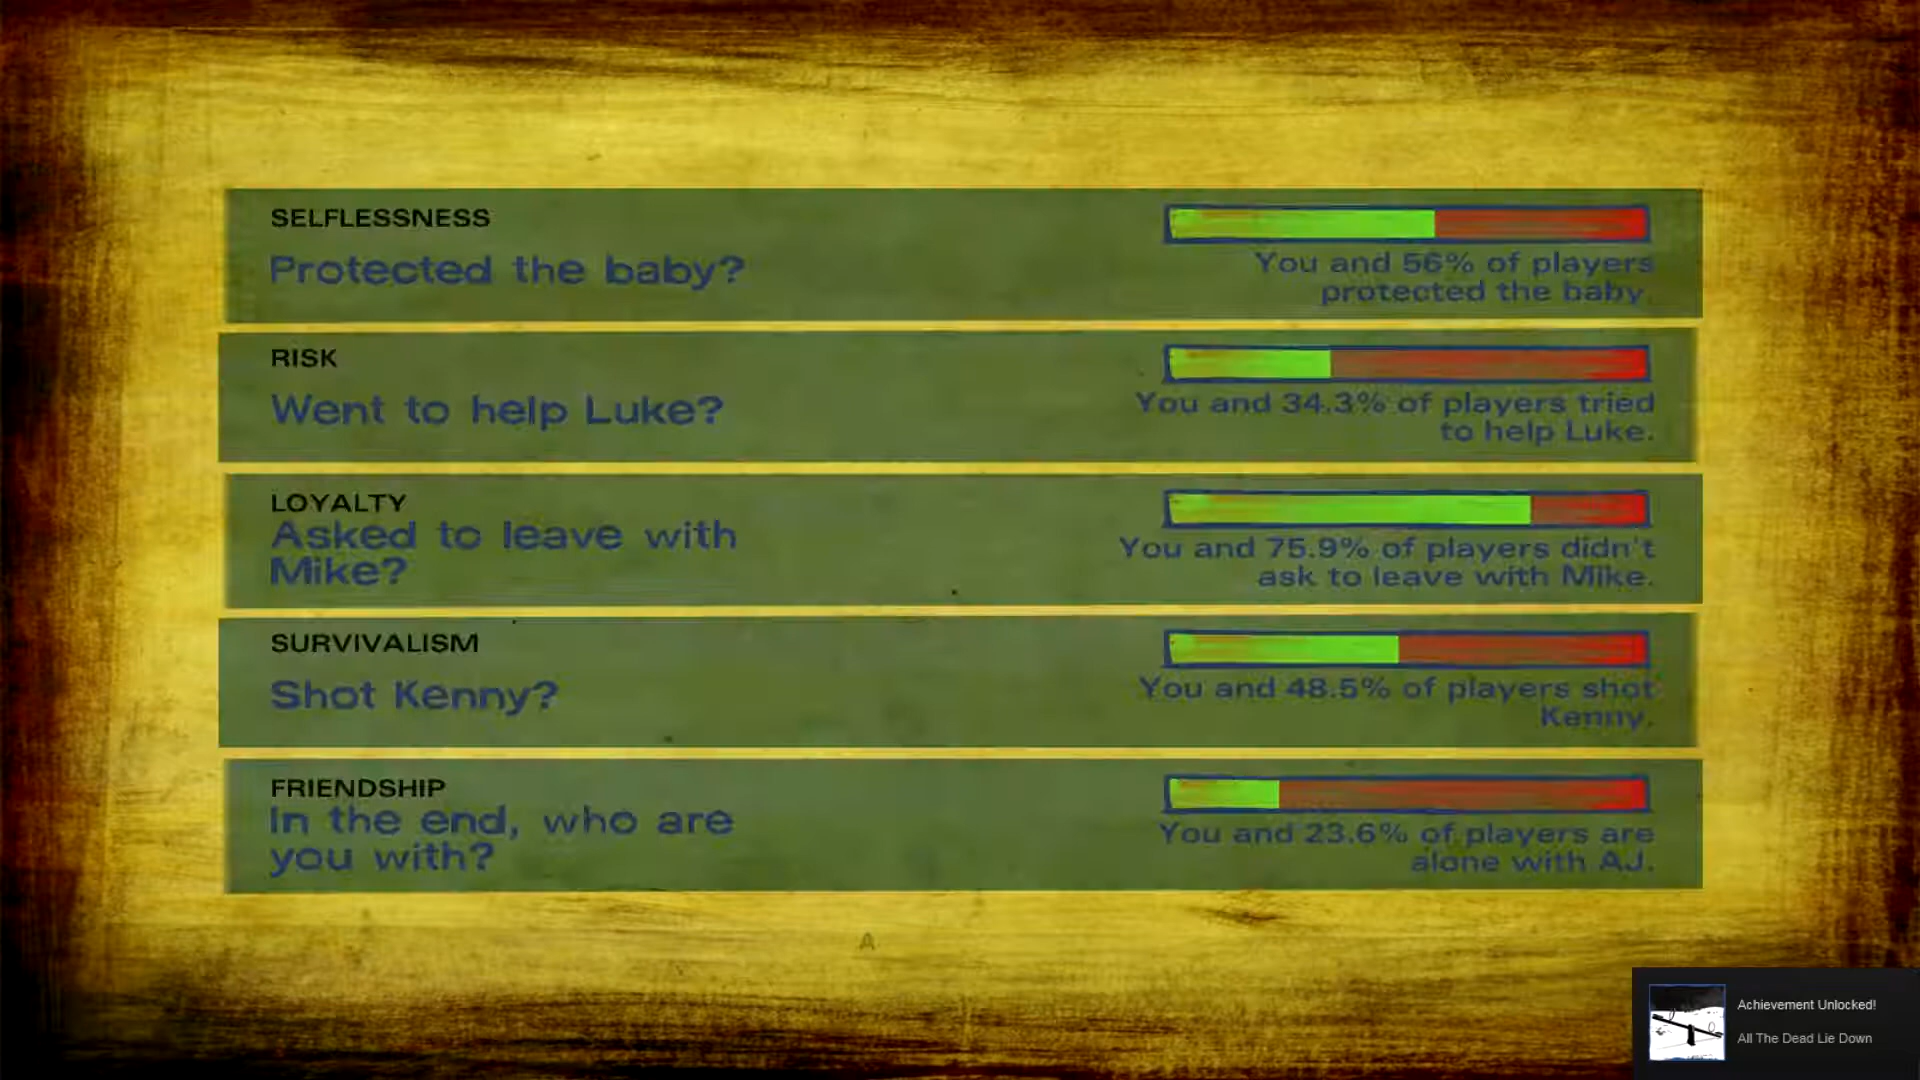 SELFLESSNESS
Protected the baby?
You and 56% of players
protected the baby.
RISK
Went to help Luke?
You and 34.3% of players tried
to help Luke.
LOYALTY
Asked to leave with
Mike?
You and 75.9% of players didn't
ask to leave with Mike.
SURVIVALISM
Shot Kenny?
You and 48.5% of players shot
Kenny.
FRIENDSHIP
In the end, who are
you with?
You and 23.6% of players are
alone with AJ.
A
Achievement Unlocked!
All The Dead Lie Down